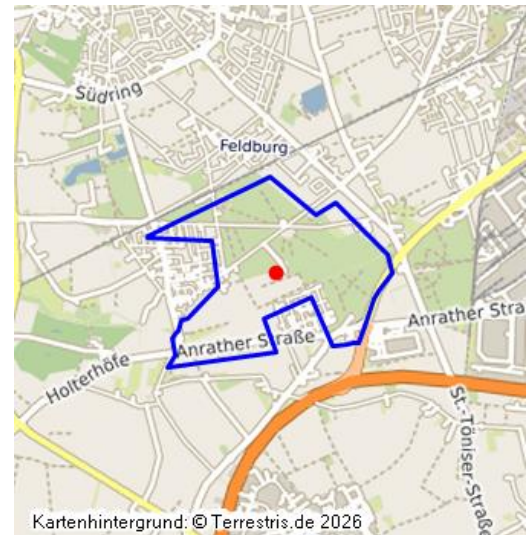 Südring
Feldburg
Anrather Stra
Anrather Straße
Holterhöfe
St.-Töniser-Straße
Kartenhintergrund: © Terrestris.de 2026